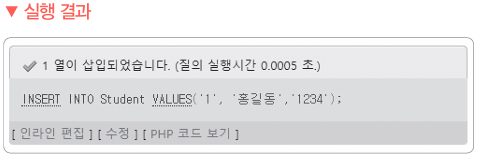 ▼ 실행 결과
✔ 1 열이 삽입되었습니다. (질의 실행시간 0.0005 초.)
INSERT INTO Student VALUES('1', '홍길동','1234');
[ 인라인 편집 ] [ 수정 ] [ PHP 코드 보기 ]